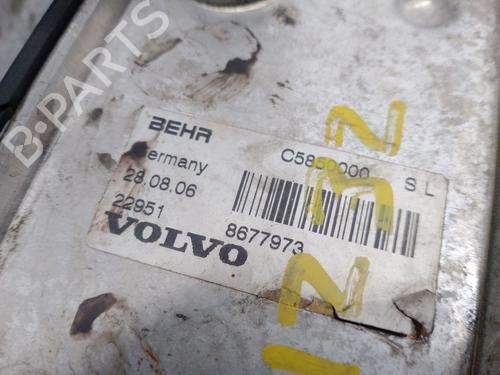 B-PARTS
BEHR C5850000 S L
Germany
28.08.06
22951
8677973
VOLVO